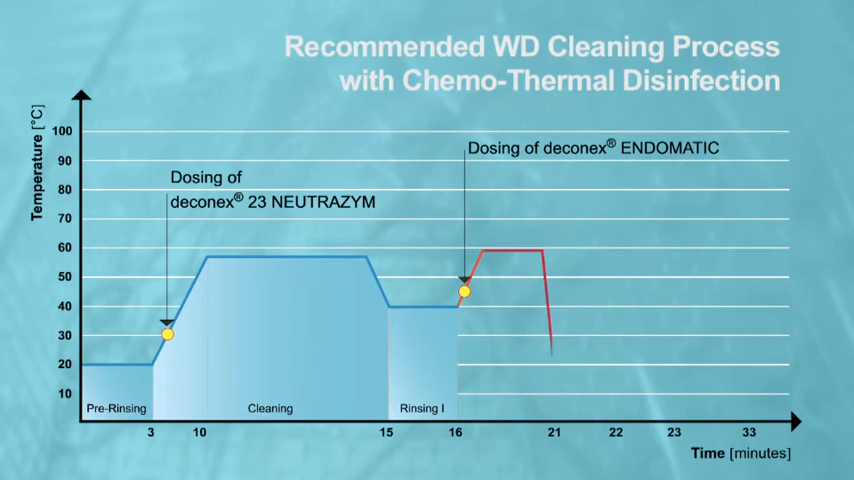 Recommended WD Cleaning Process
with Chemo-Thermal Disinfection
Temperature [°C]
100
90
80
70
60
50
40
30
20
10
Dosing of
deconex® 23 NEUTRAZYM
Dosing of deconex® ENDOMATIC
Pre-Rinsing
Cleaning
Rinsing I
3 10 15 16 21 22 23 33
Time [minutes]